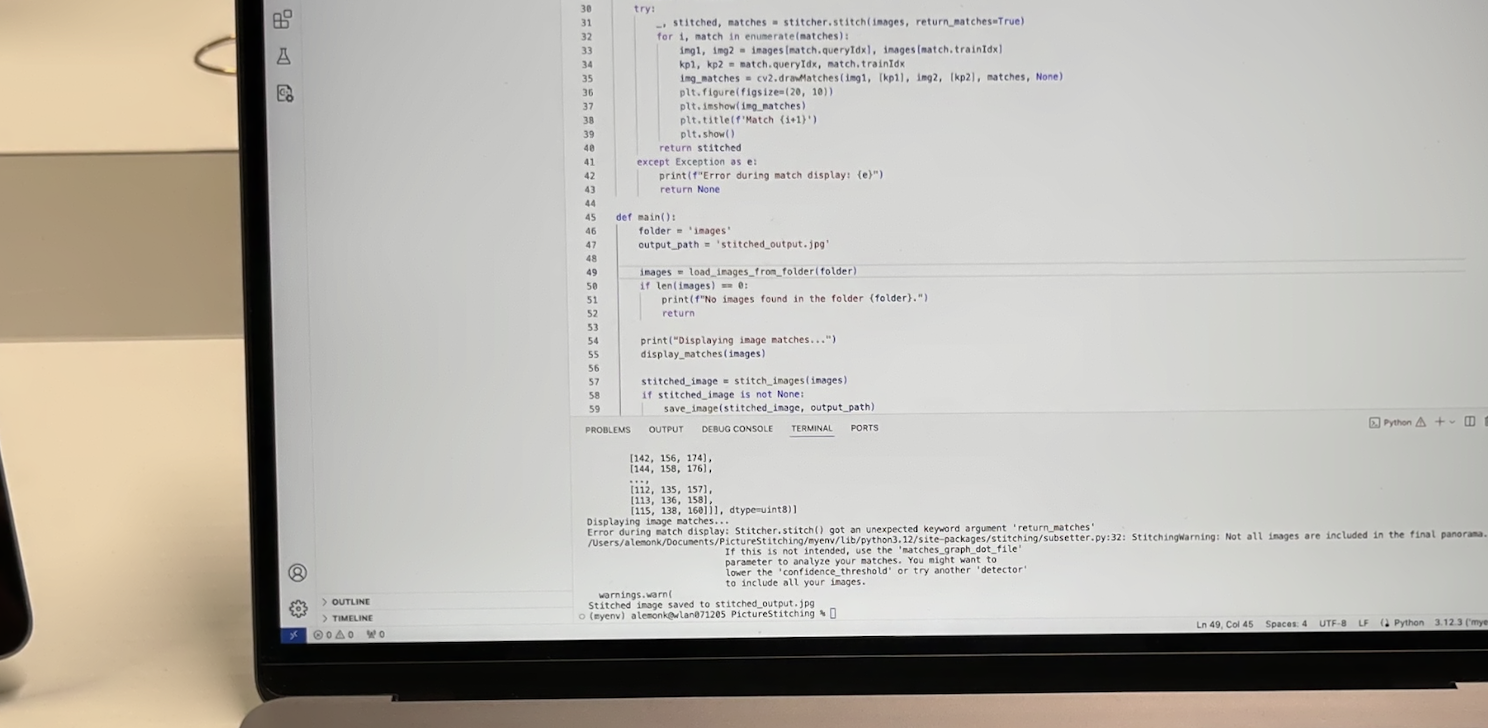 30 try:
31 _, stitched, matches = stitcher.stitch(images, return_matches=True)
32 for i, match in enumerate(matches):
33 img1, img2 = images[match.queryIdx], images[match.trainIdx]
34 kp1, kp2 = match.queryIdx, match.trainIdx
35 img_matches = cv2.drawMatches(img1, [kp1], img2, [kp2], matches, None)
36 plt.figure(figsize=(20, 10))
37 plt.imshow(img_matches)
38 plt.title(f'Match {i+1}')
39 plt.show()
40 return stitched
41 except Exception as e:
42 print(f"Error during match display: {e}")
43 return None
44
45 def main():
46 folder = 'images'
47 output_path = 'stitched_output.jpg'
48
49 images = load_images_from_folder(folder)
50 if len(images) == 0:
51 print(f"No images found in the folder {folder}.")
52 return
53
54 print("Displaying image matches...")
55 display_matches(images)
56
57 stitched_image = stitch_images(images)
58 if stitched_image is not None:
59 save_image(stitched_image, output_path)
PROBLEMS OUTPUT DEBUG CONSOLE TERMINAL PORTS Python
[142, 156, 174],
[144, 158, 176],
...,
[112, 135, 157],
[113, 136, 158],
[115, 138, 160]]], dtype=uint8)]
Displaying image matches...
Error during match display: Stitcher.stitch() got an unexpected keyword argument 'return_matches'
/Users/alemonk/Documents/PictureStitching/myenv/lib/python3.12/site-packages/stitching/subsetter.py:32: StitchingWarning: Not all images are included in the final panorama.
If this is not intended, use the 'matches_graph_dot_file'
parameter to analyze your matches. You might want to
lower the 'confidence_threshold' or try another 'detector'
to include all your images.
warnings.warn(
Stitched image saved to stitched_output.jpg
(myenv) alemonk@wlan071205 PictureStitching %
OUTLINE
TIMELINE
0 0 0 Ln 49, Col 45 Spaces: 4 UTF-8 LF Python 3.12.3 ('mye